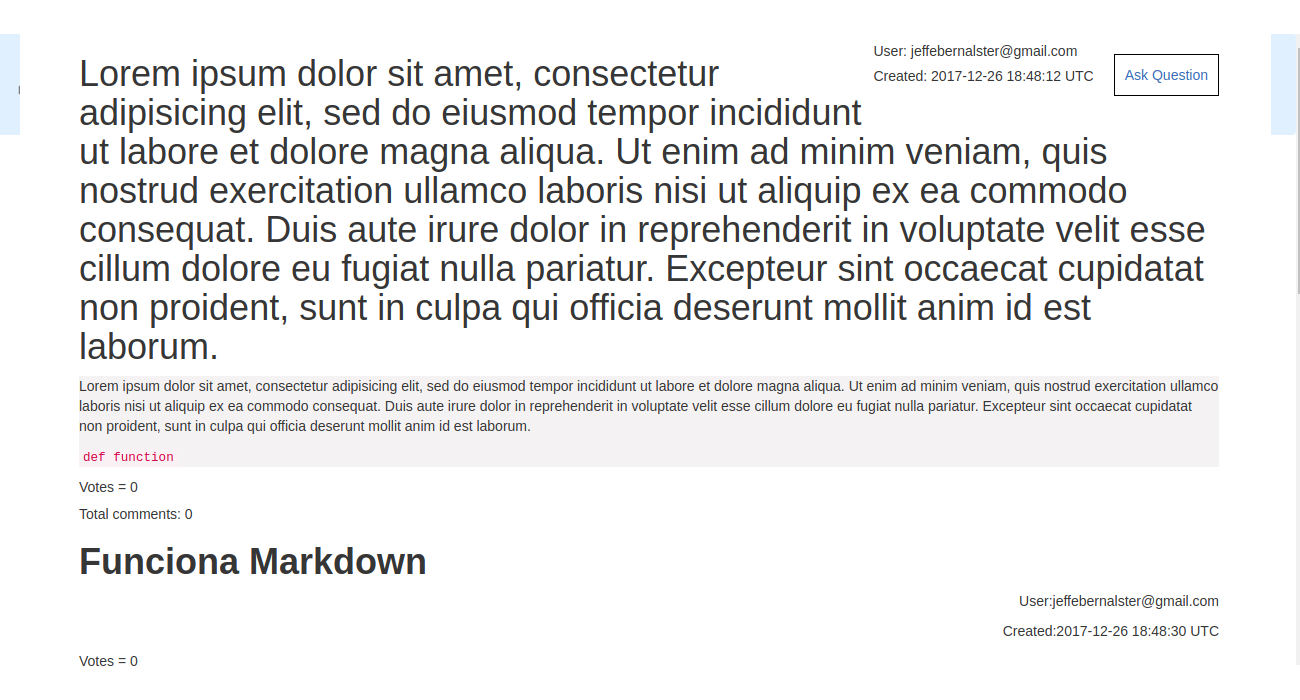 User: jeffebernalster@gmail.com
Created: 2017-12-26 18:48:12 UTC
Ask Question
Lorem ipsum dolor sit amet, consectetur
adipisicing elit, sed do eiusmod tempor incididunt
ut labore et dolore magna aliqua. Ut enim ad minim veniam, quis
nostrud exercitation ullamco laboris nisi ut aliquip ex ea commodo
consequat. Duis aute irure dolor in reprehenderit in voluptate velit esse
cillum dolore eu fugiat nulla pariatur. Excepteur sint occaecat cupidatat
non proident, sunt in culpa qui officia deserunt mollit anim id est
laborum.
Lorem ipsum dolor sit amet, consectetur adipisicing elit, sed do eiusmod tempor incididunt ut labore et dolore magna aliqua. Ut enim ad minim veniam, quis nostrud exercitation ullamco
laboris nisi ut aliquip ex ea commodo consequat. Duis aute irure dolor in reprehenderit in voluptate velit esse cillum dolore eu fugiat nulla pariatur. Excepteur sint occaecat cupidatat
non proident, sunt in culpa qui officia deserunt mollit anim id est laborum.
def function
Votes = 0
Total comments: 0
Funciona Markdown
User:jeffebernalster@gmail.com
Created:2017-12-26 18:48:30 UTC
Votes = 0